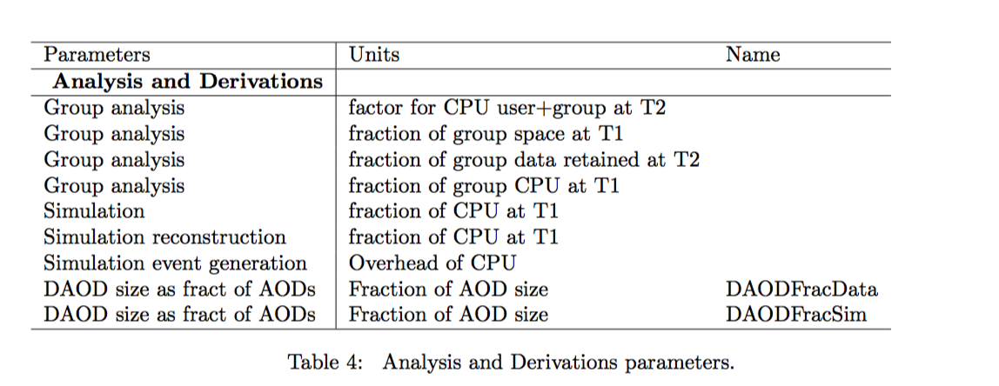 Parameters Units Name
Analysis and Derivations
Group analysis factor for CPU user+group at T2
Group analysis fraction of group space at T1
Group analysis fraction of group data retained at T2
Group analysis fraction of group CPU at T1
Simulation fraction of CPU at T1
Simulation reconstruction fraction of CPU at T1
Simulation event generation Overhead of CPU
DAOD size as fract of AODs Fraction of AOD size DAODFracData
DAOD size as fract of AODs Fraction of AOD size DAODFracSim
Table 4: Analysis and Derivations parameters.